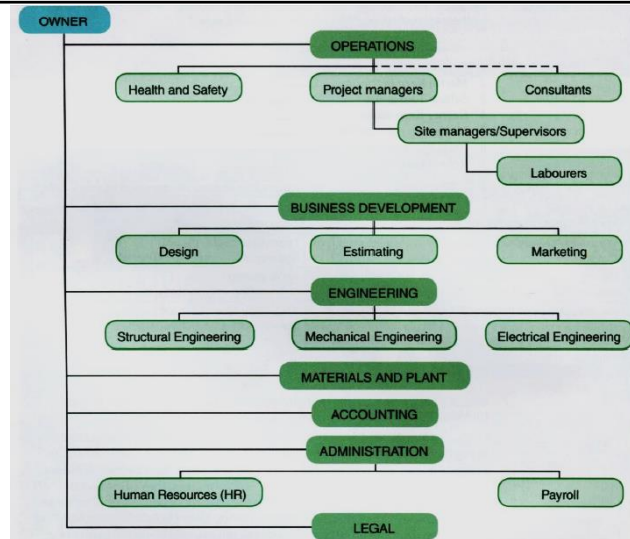 OWNER
OPERATIONS
Health and Safety
Project managers
Consultants
Site managers/Supervisors
Labourers
BUSINESS DEVELOPMENT
Design
Estimating
Marketing
ENGINEERING
Structural Engineering
Mechanical Engineering
Electrical Engineering
MATERIALS AND PLANT
ACCOUNTING
ADMINISTRATION
Human Resources (HR)
Payroll
LEGAL